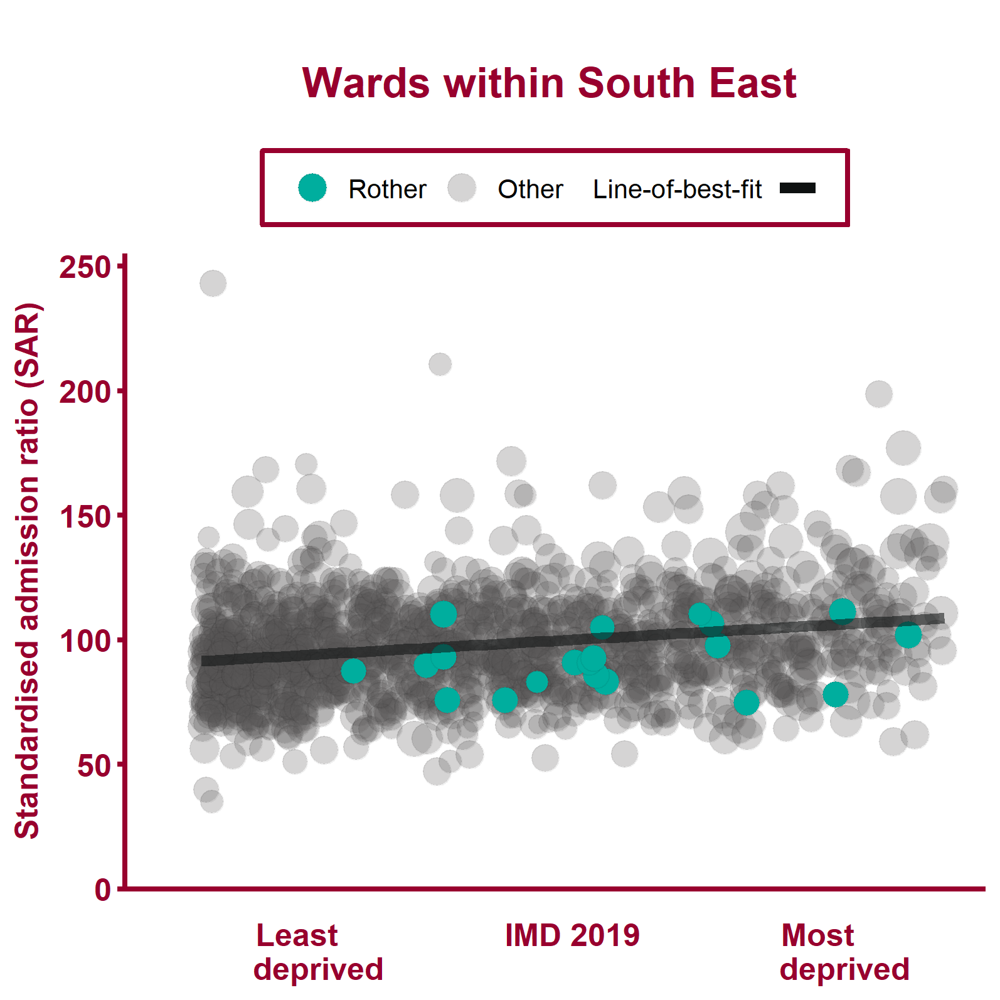 Wards within South East
Rother Other Line-of-best-fit
Standardised admission ratio (SAR)
250
200
150
100
50
0
Least deprived
IMD 2019
Most deprived